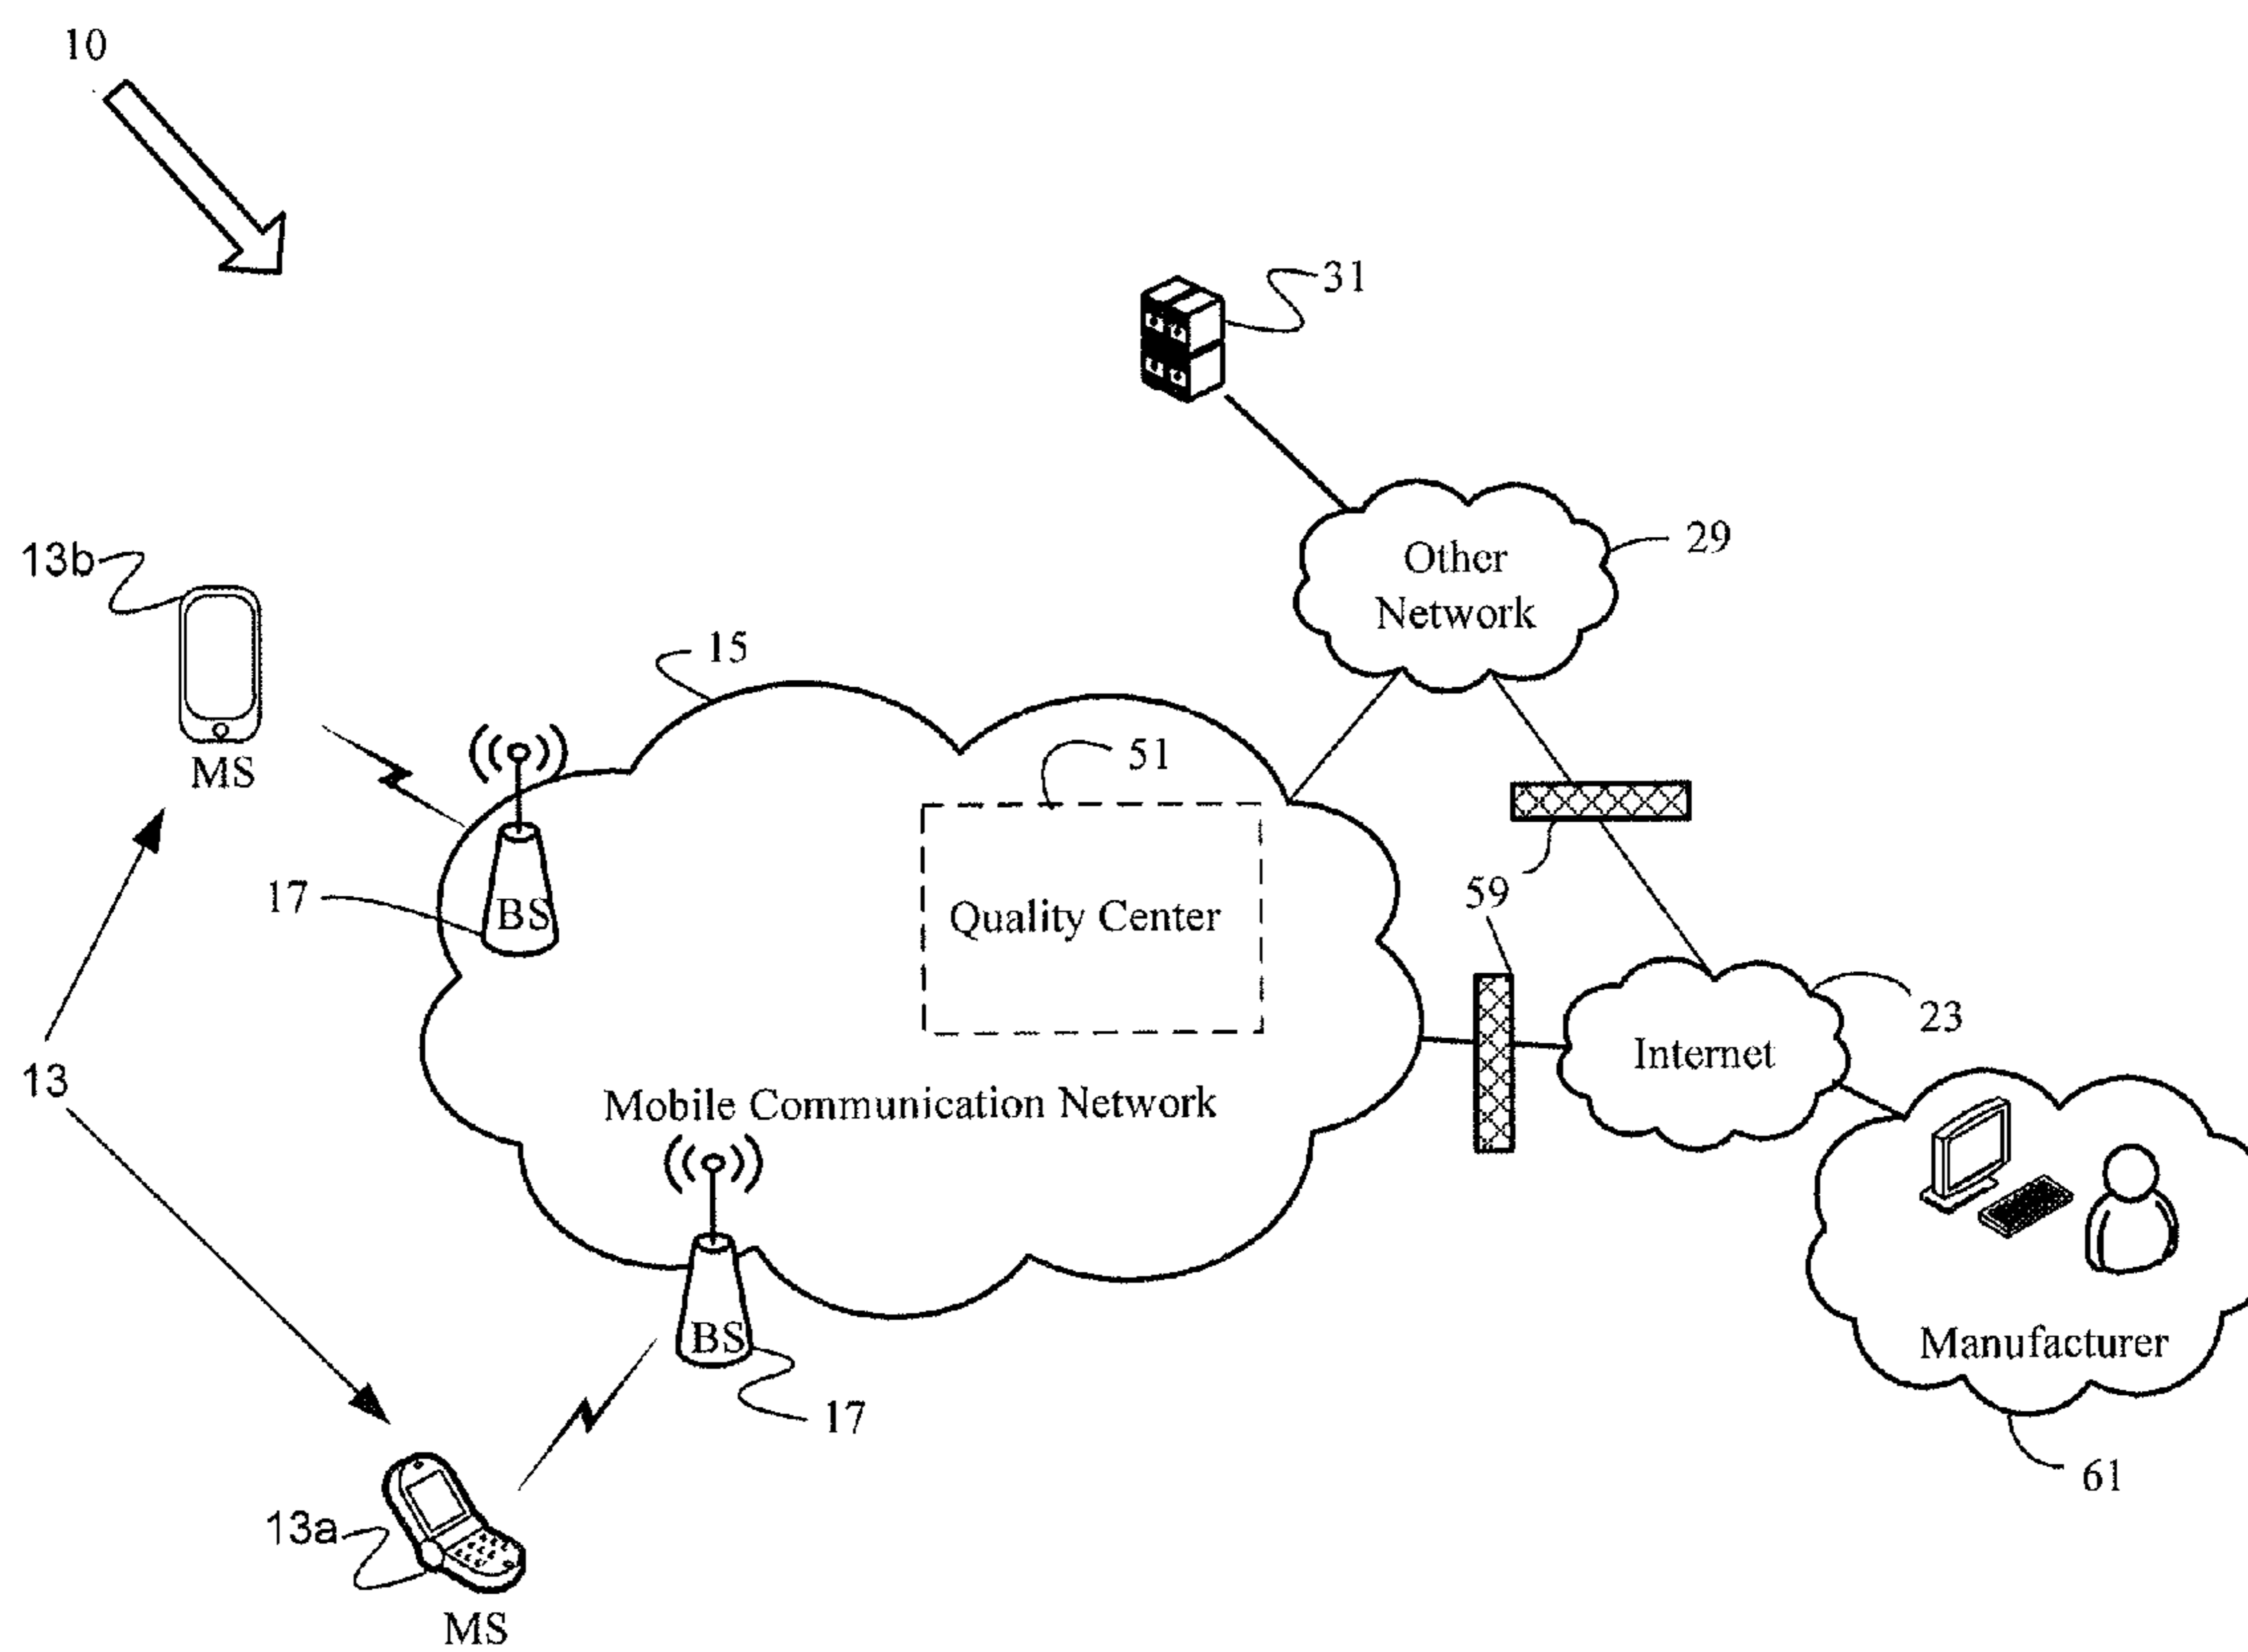 10
31
13b
29
Other
Network
15
MS
51
17
BS
59
Quality Center
23
Internet
13
Mobile Communication Network
BS
Manufacturer
17
61
13a
MS